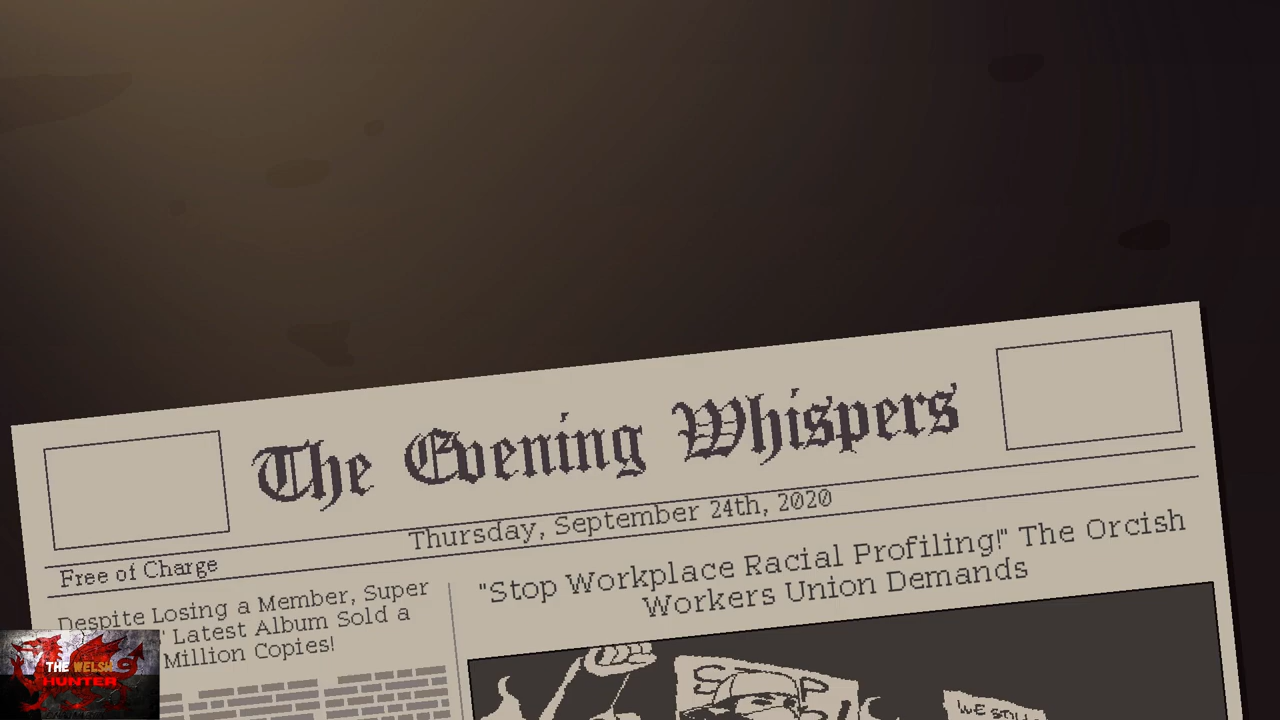 The Evening Whispers
Thursday, September 24th, 2020
Free of Charge
"Stop Workplace Racial Profiling!" The Orcish
Workers Union Demands
Despite Losing a Member, Super
' Latest Album Sold a
Million Copies!
WE
THE WELSH
HUNTER